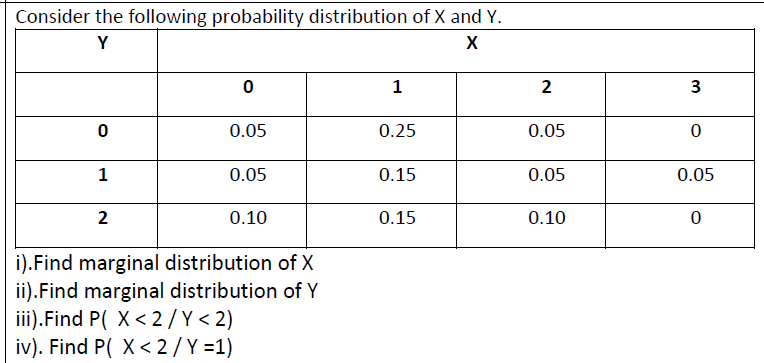 Consider the following probability distribution of X and Y.
Y X
0 1 2 3
0 0.05 0.25 0.05 0
1 0.05 0.15 0.05 0.05
2 0.10 0.15 0.10 0
i).Find marginal distribution of X
ii).Find marginal distribution of Y
iii).Find P( X < 2 / Y < 2)
iv). Find P( X < 2 / Y =1)